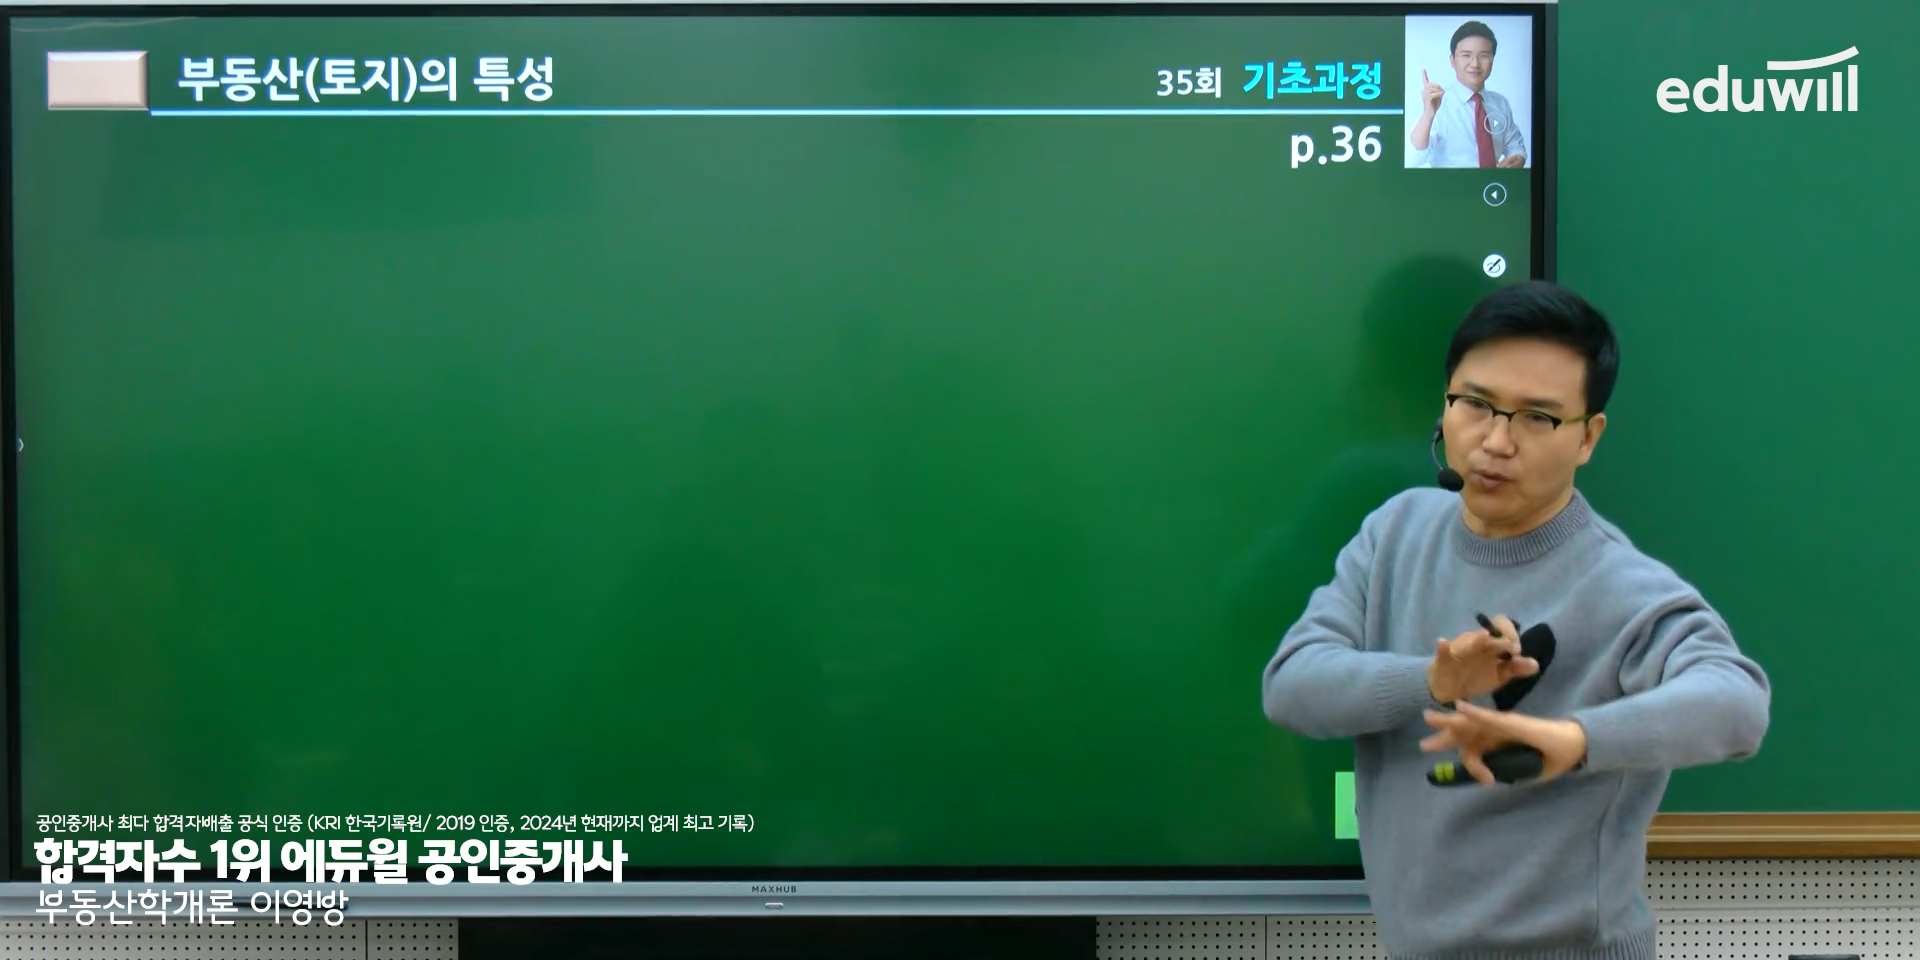 부동산(토지)의 특성
35회 기초과정
p.36
eduwill
공인중개사 최다 합격자배출 공식 인증 (KRI 한국기록원/ 2019 인증, 2024년 현재까지 업계 최고 기록)
합격자수 1위 에듀윌 공인중개사
부동산학개론 이영방
MAXHUB